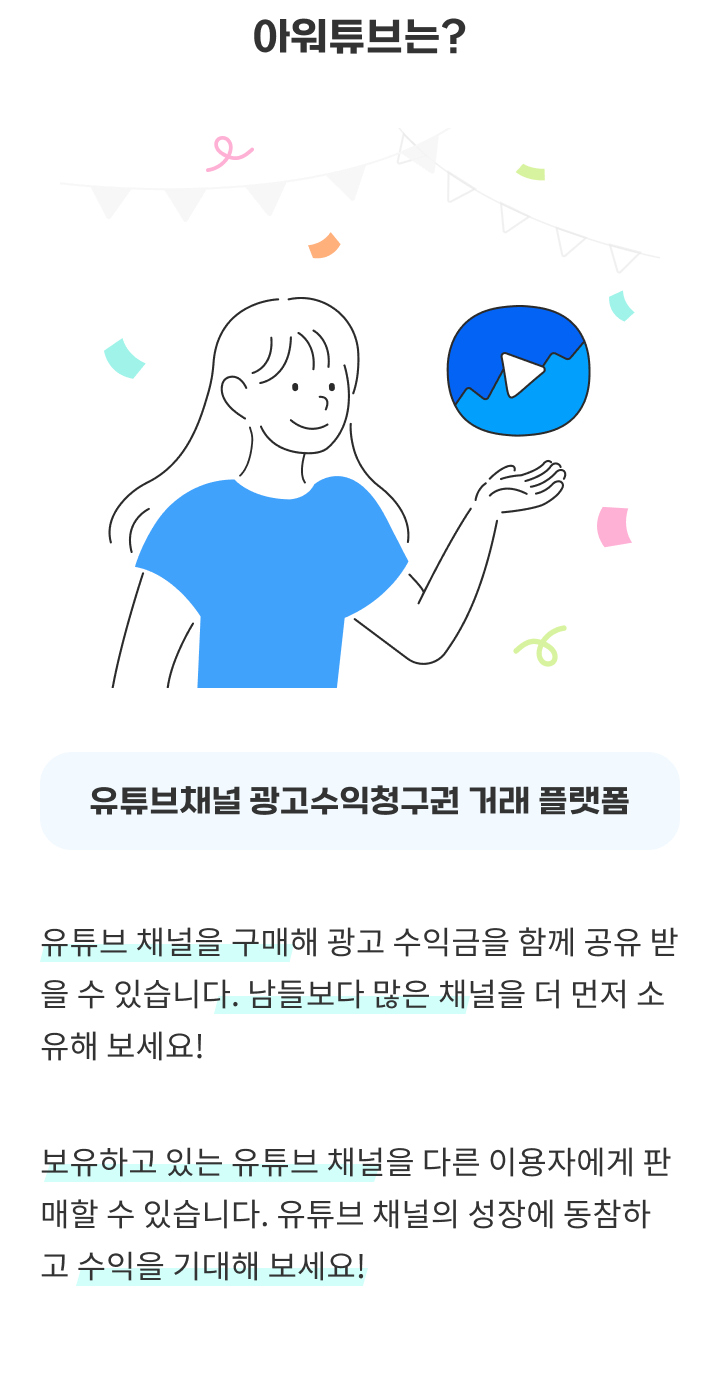 아워튜브는?
유튜브채널 광고수익청구권 거래 플랫폼
유튜브 채널을 구매해 광고 수익금을 함께 공유 받
을 수 있습니다. 남들보다 많은 채널을 더 먼저 소
유해 보세요!
보유하고 있는 유튜브 채널을 다른 이용자에게 판
매할 수 있습니다. 유튜브 채널의 성장에 동참하
고 수익을 기대해 보세요!